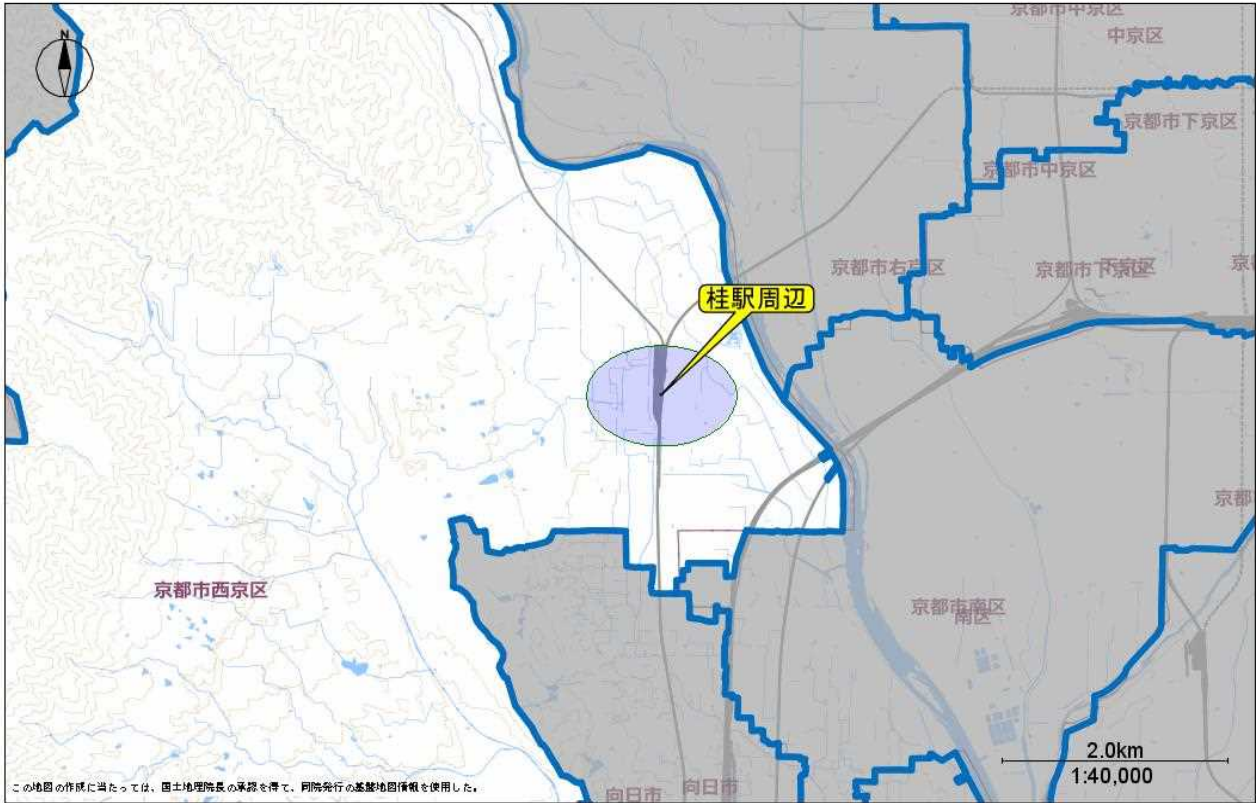 N
京都市中京区
中京区
京都市下京区
京都市中京区
京都市右京区
京都市下京区
下京区
桂駅周辺
京都市西京区
京都市南区
南区
2.0km
1:40,000
向日市
向日市
この地図の作成に当たっては、国土地理院長の承認を得て、同院発行の基盤地図情報を使用した。